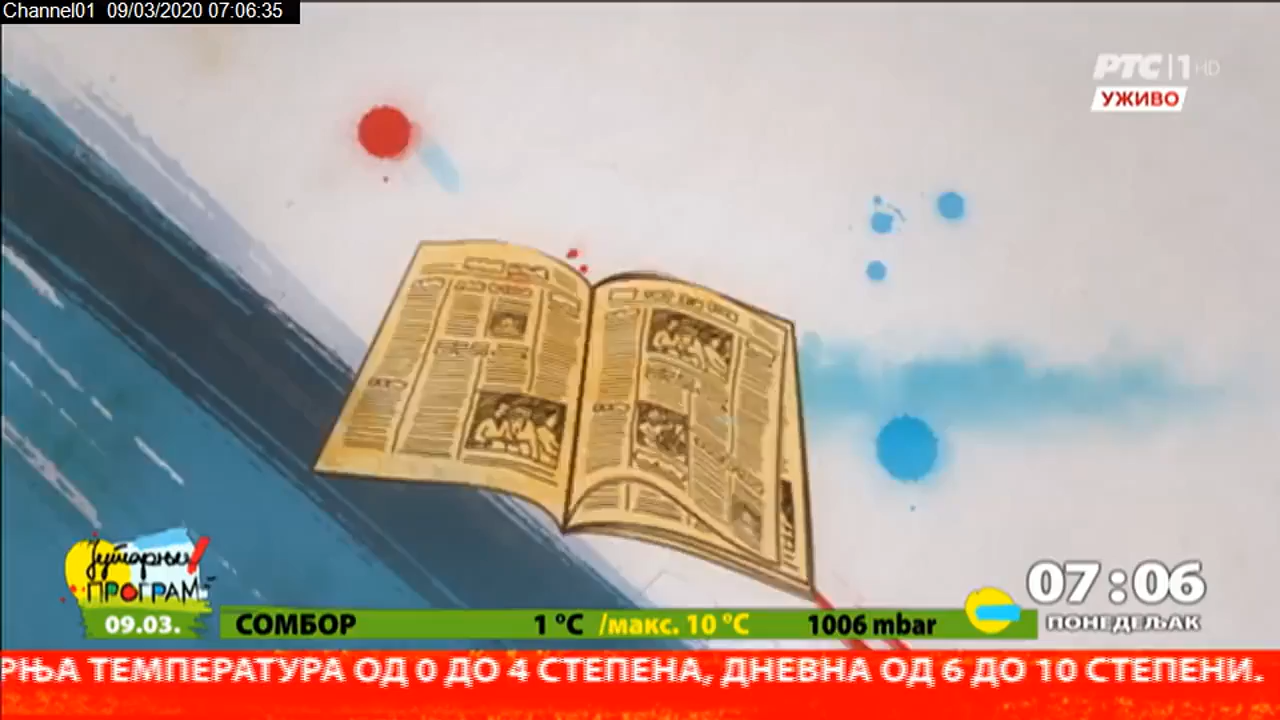 Channel01 09/03/2020 07:06:35
РТС|1 HD
УЖИВО
Јутарњи
ПРОГРАМ
09.03.
СОМБОР 1 °C /макс. 10 °C 1006 mbar
07:06
ПОНЕДЕЉАК
РЊА ТЕМПЕРАТУРА ОД 0 ДО 4 СТЕПЕНА, ДНЕВНА ОД 6 ДО 10 СТЕПЕНИ.